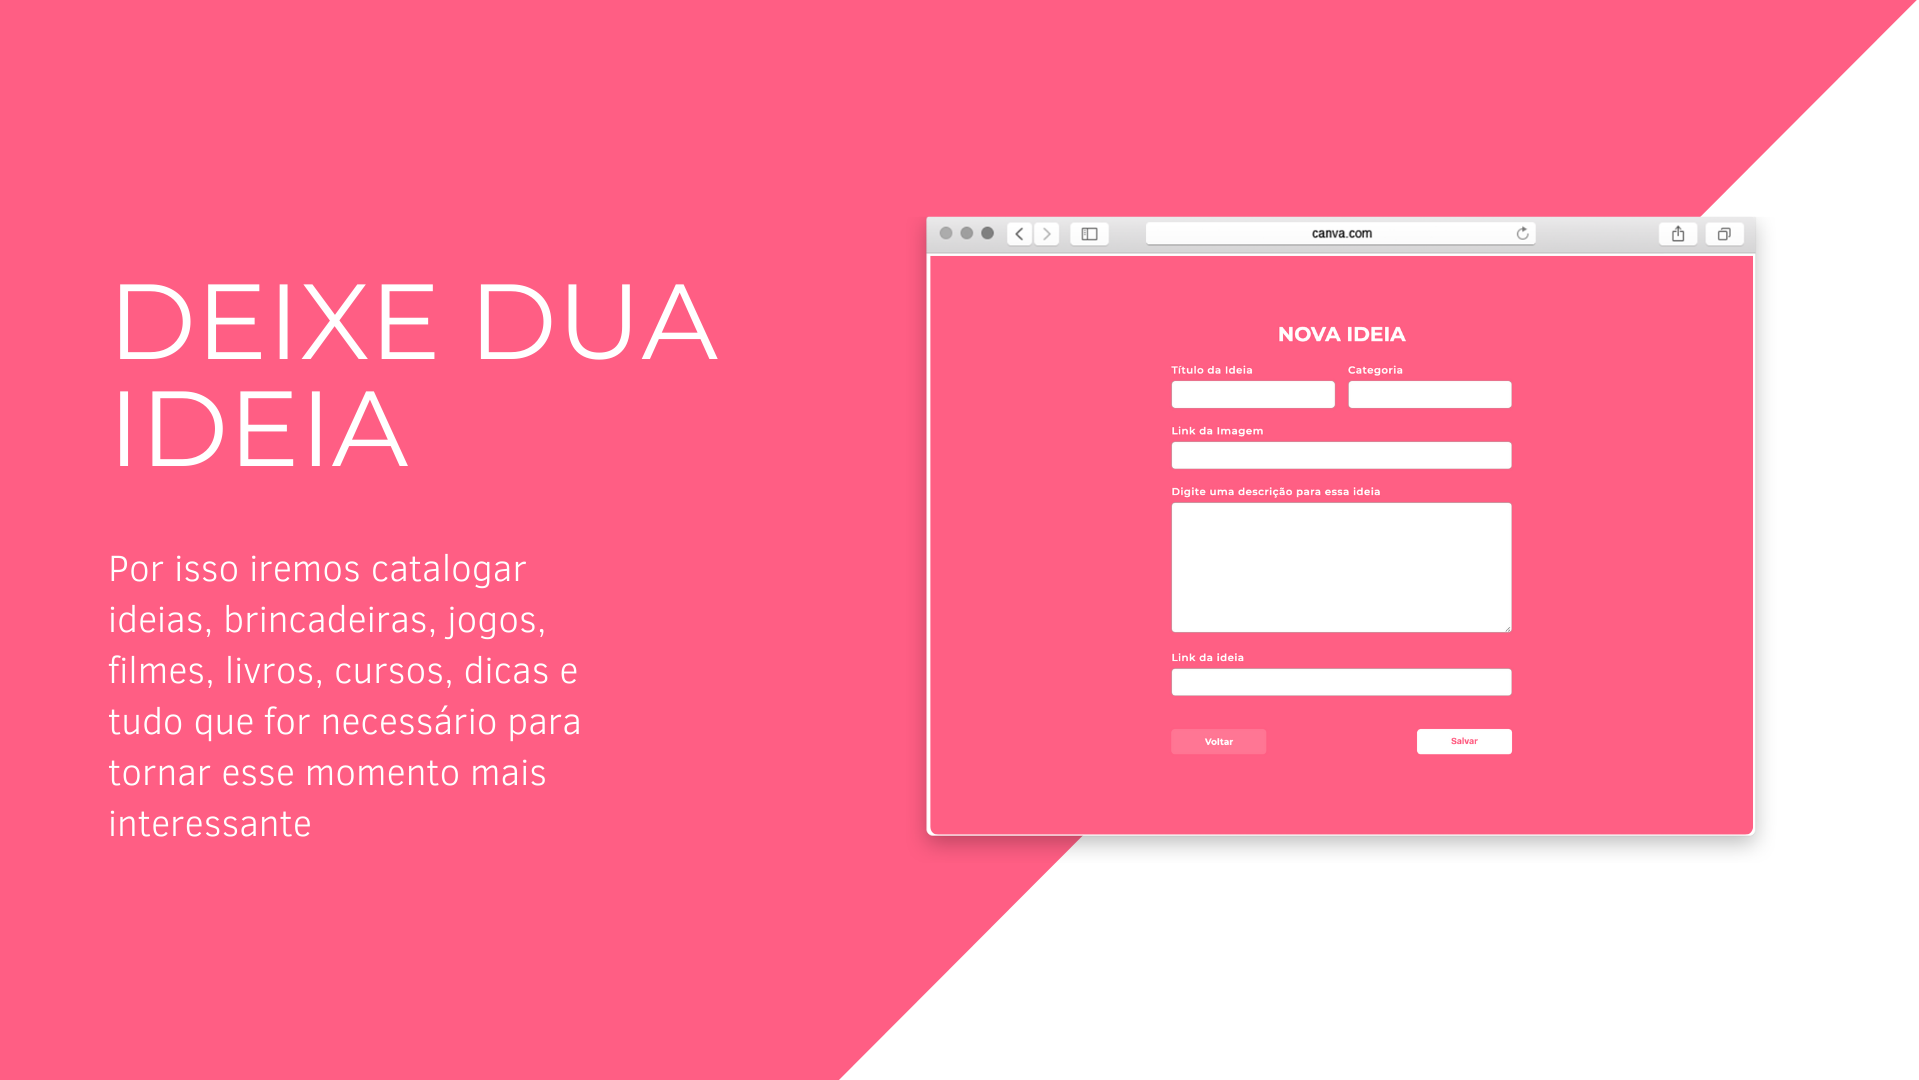 DEIXE DUA
IDEIA
Por isso iremos catalogar
ideias, brincadeiras, jogos,
filmes, livros, cursos, dicas e
tudo que for necessário para
tornar esse momento mais
interessante
canva.com
NOVA IDEIA
Título da Ideia Categoria
Link da Imagem
Digite uma descrição para essa ideia
Link da ideia
Voltar Salvar